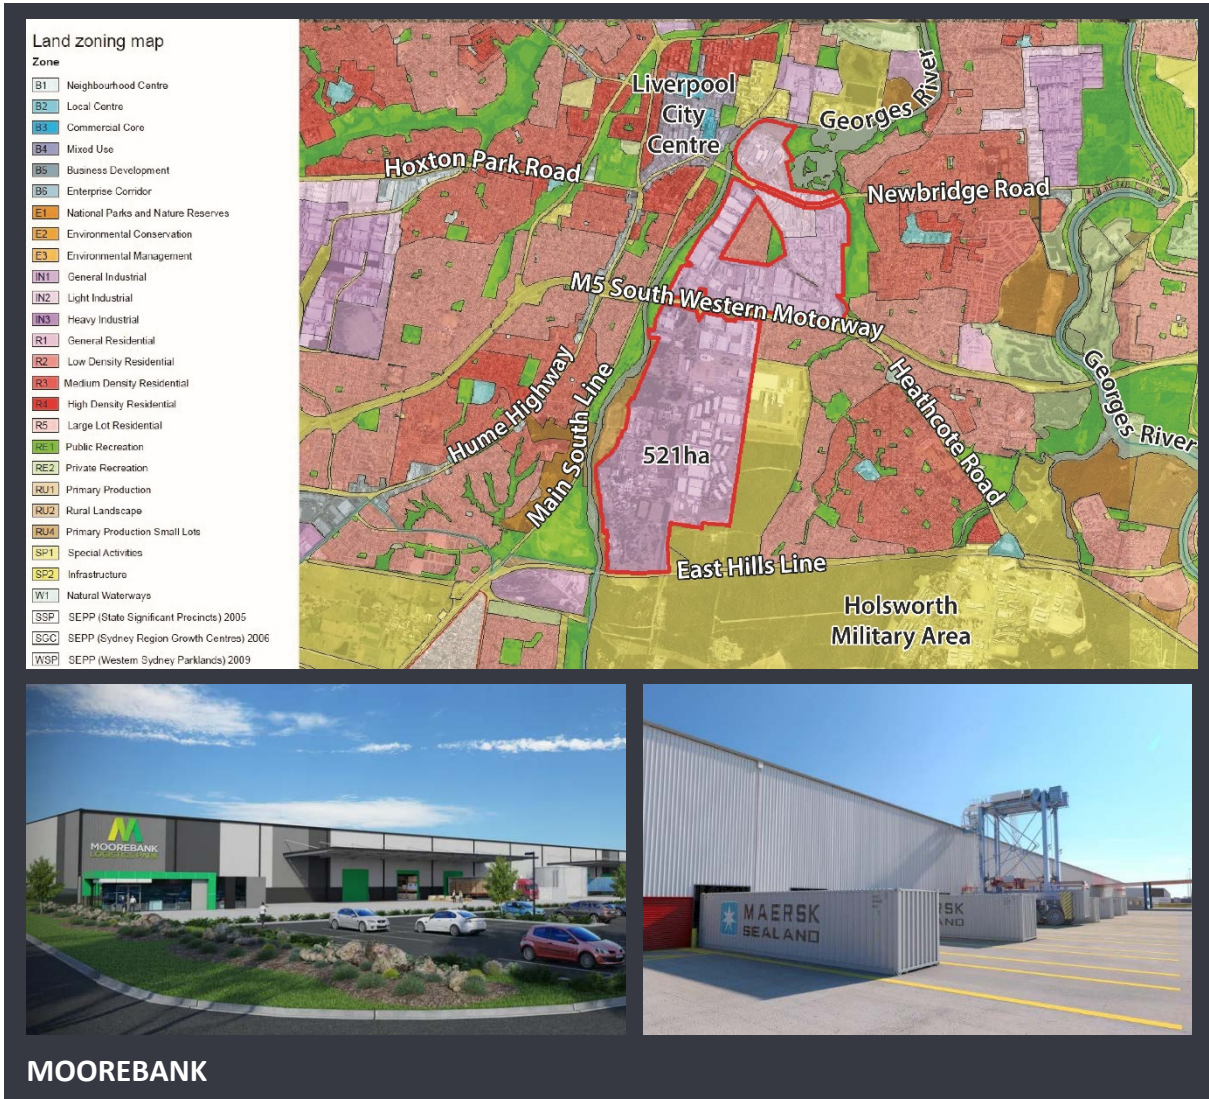 Land zoning map
Zone
B1 Neighbourhood Centre
B2 Local Centre
B3 Commercial Core
B4 Mixed Use
B5 Business Development
B6 Enterprise Corridor
E1 National Parks and Nature Reserves
E2 Environmental Conservation
E3 Environmental Management
IN1 General Industrial
IN2 Light Industrial
IN3 Heavy Industrial
R1 General Residential
R2 Low Density Residential
R3 Medium Density Residential
R4 High Density Residential
R5 Large Lot Residential
RE1 Public Recreation
RE2 Private Recreation
RU1 Primary Production
RU2 Rural Landscape
RU4 Primary Production Small Lots
SP1 Special Activities
SP2 Infrastructure
W1 Natural Waterways
SSP SEPP (State Significant Precincts) 2005
SGC SEPP (Sydney Region Growth Centres) 2006
WSP SEPP (Western Sydney Parklands) 2009
Liverpool
City
Centre
Georges River
Hoxton Park Road
Newbridge Road
M5 South Western Motorway
Hume Highway
Main South Line
Heathcote Road
Georges River
521ha
East Hills Line
Holsworth
Military Area
M
MOOREBANK
LOGISTICS PARK
MAERSK
SEALAND
RSK
AND
MOOREBANK